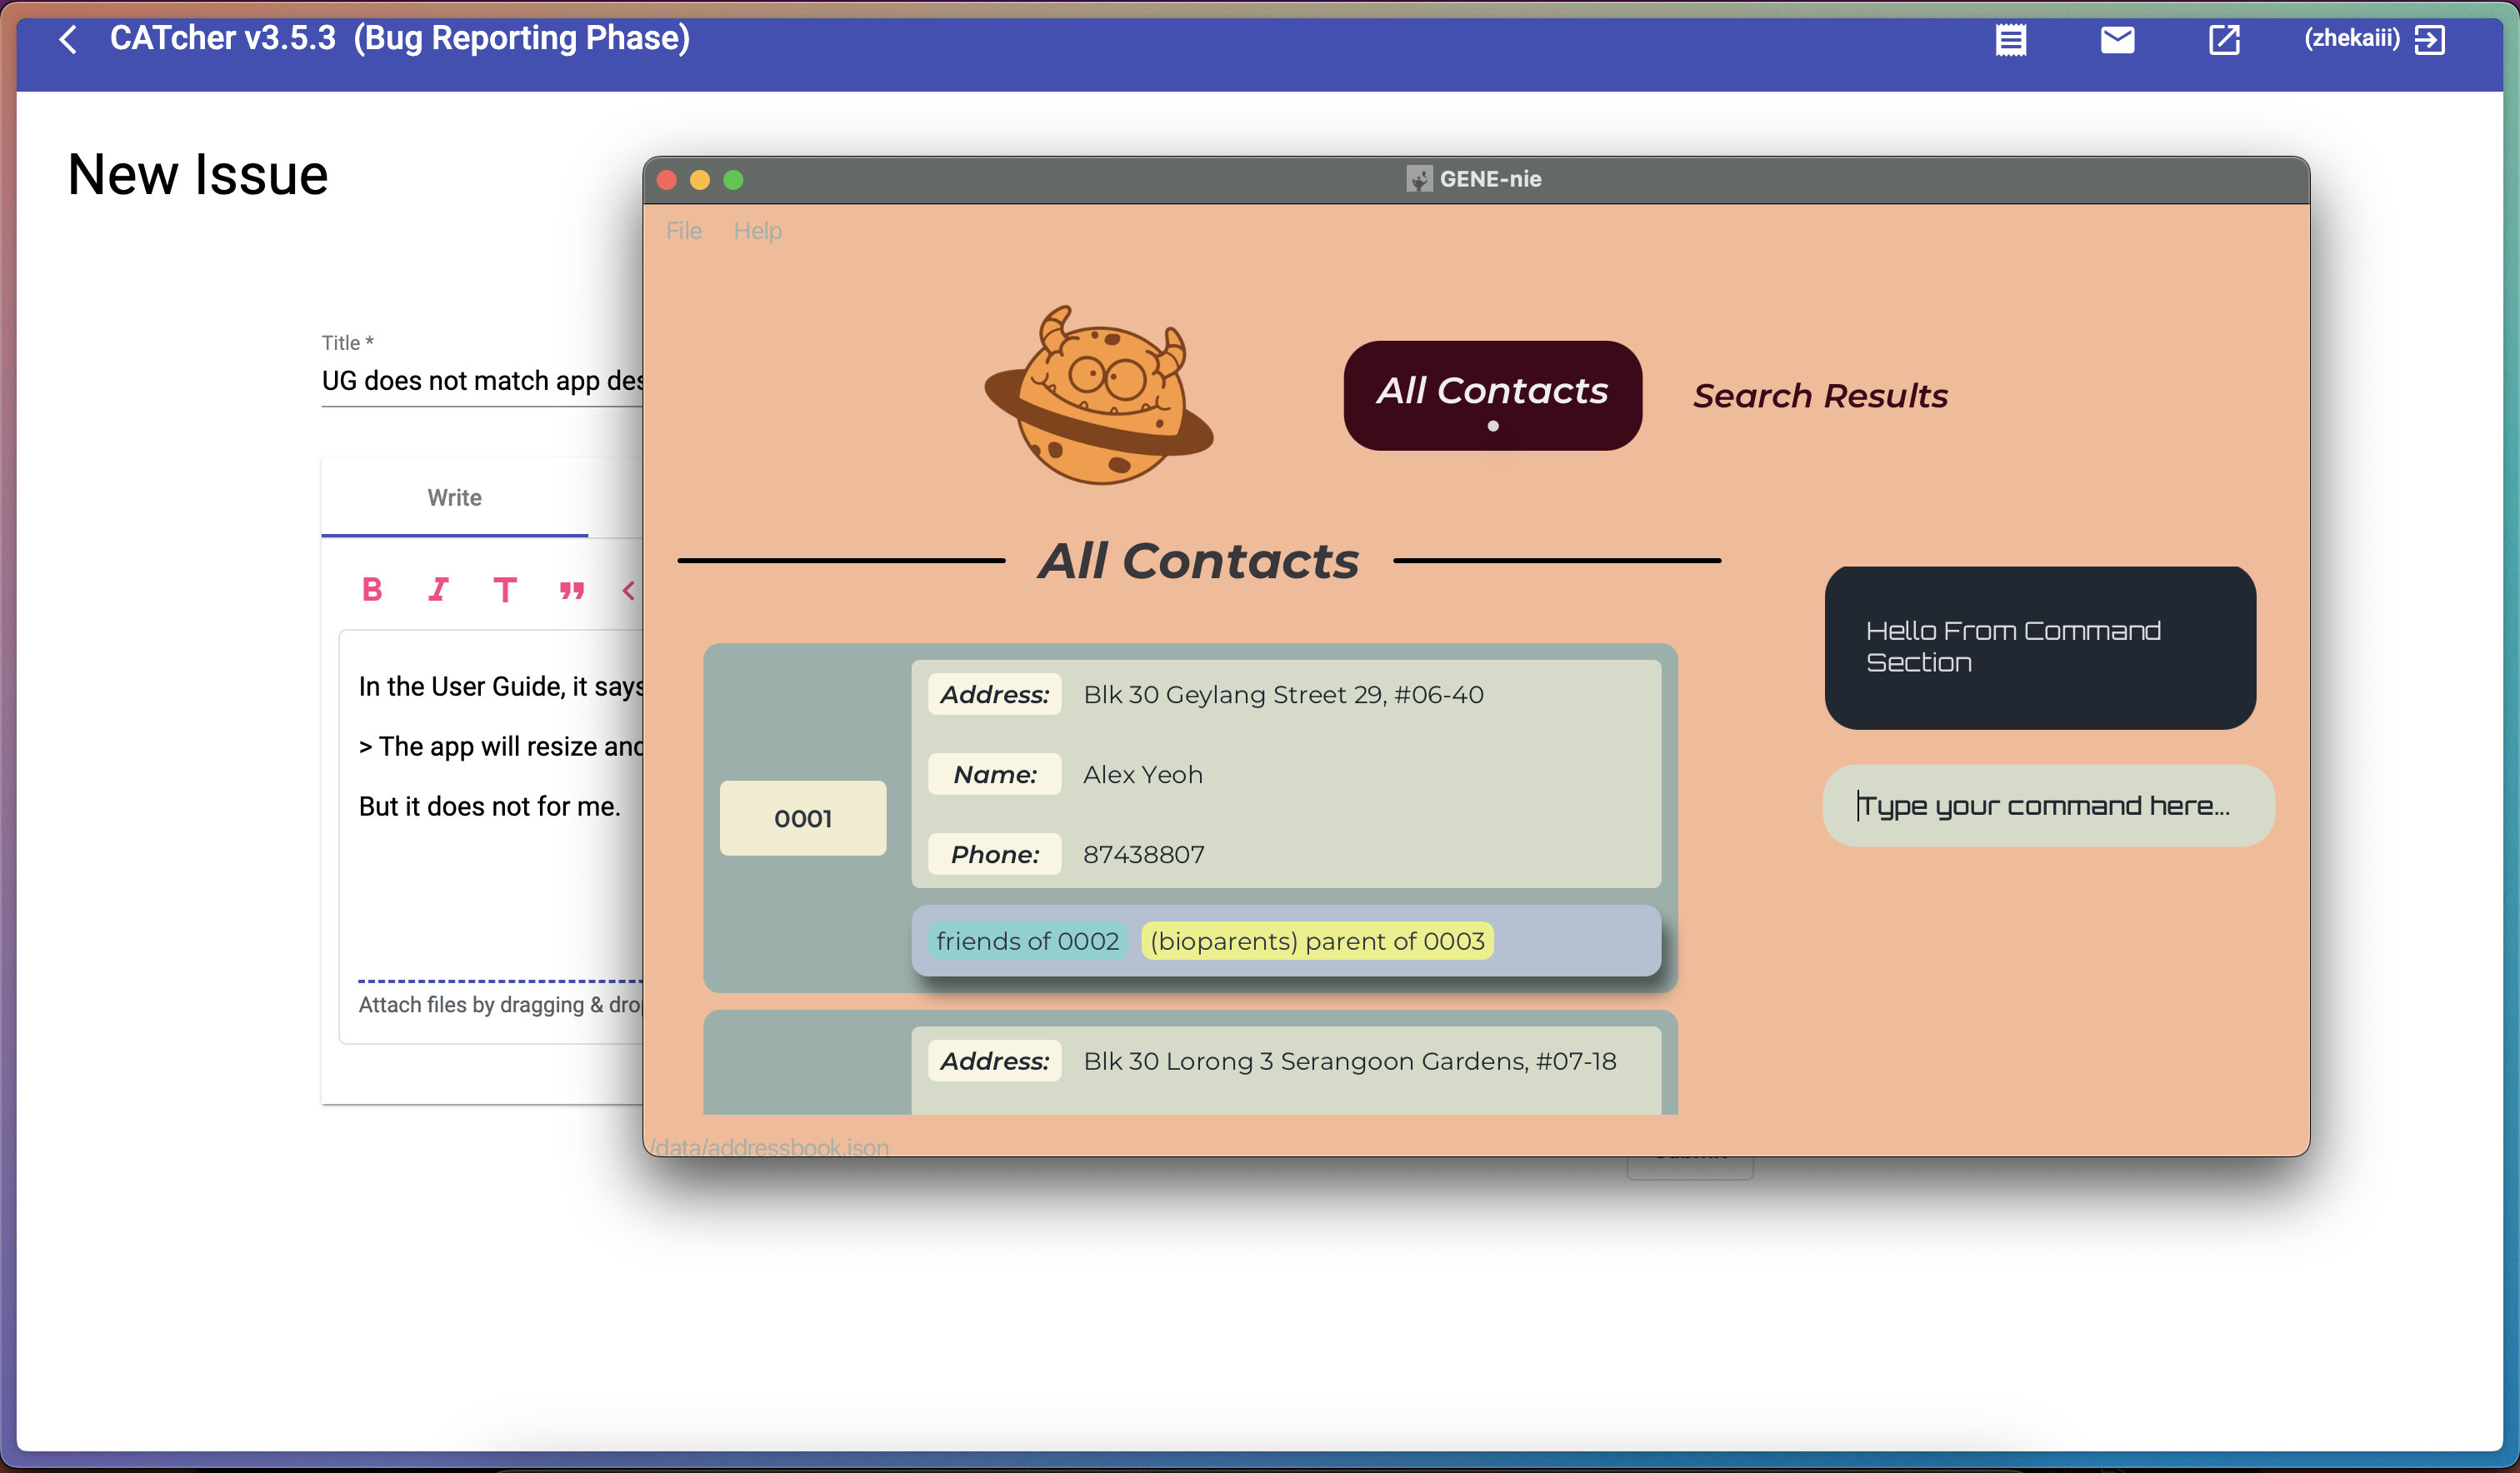 CATcher v3.5.3 (Bug Reporting Phase)
(zhekaiii)
New Issue
Title *
UG does not match app des
Write
B I T
In the User Guide, it says
> The app will resize and
But it does not for me.
Attach files by dragging & drop
GENE-nie
File Help
All Contacts
Search Results
All Contacts
0001
Address: Blk 30 Geylang Street 29, #06-40
Name: Alex Yeoh
Phone: 87438807
friends of 0002 (bioparents) parent of 0003
Address: Blk 30 Lorong 3 Serangoon Gardens, #07-18
/data/addressbook.json
Hello From Command
Section
Type your command here...